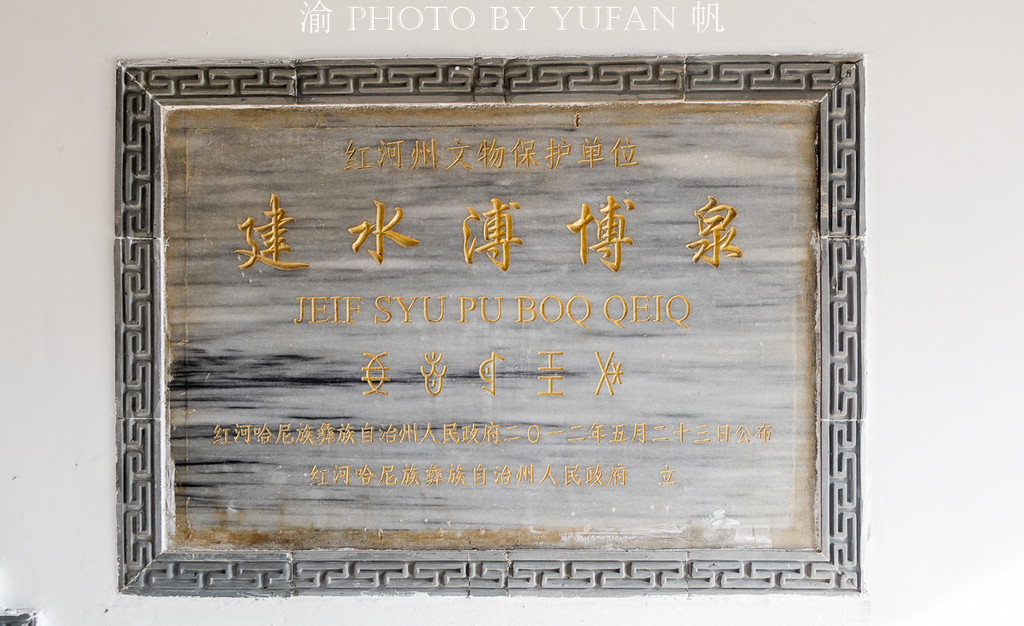 渝 PHOTO BY YUFAN 帆
红河州文物保护单位
建水溥博泉
JEIF SYU PU BOQ QEIQ
红河哈尼族彝族自治州人民政府二〇一二年五月二十三日公布
红河哈尼族彝族自治州人民政府 立